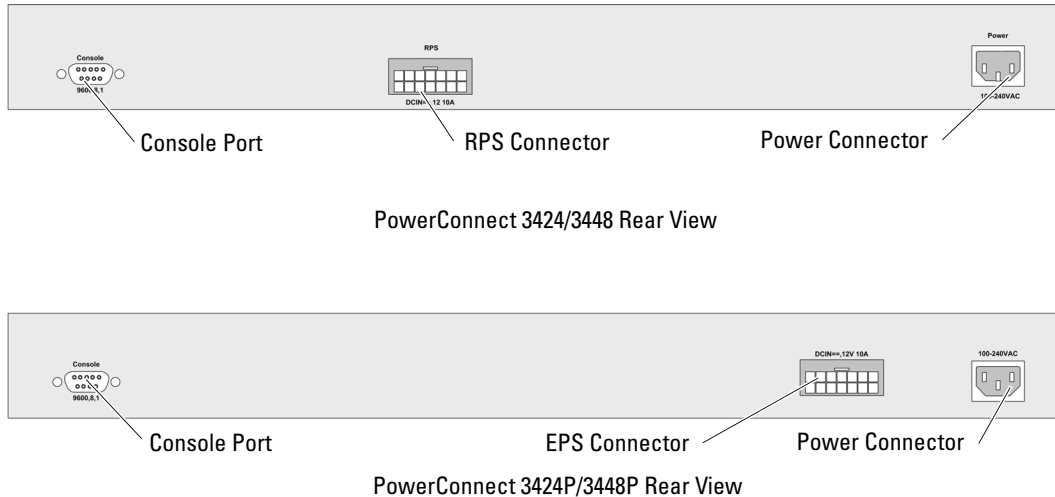 Console
9600,8,1
RPS
DCIN==,12 10A
Power
100-240VAC
Console Port
RPS Connector
Power Connector
PowerConnect 3424/3448 Rear View
Console
9600,8,1
DCIN==,12V 10A
100-240VAC
Console Port
EPS Connector
Power Connector
PowerConnect 3424P/3448P Rear View